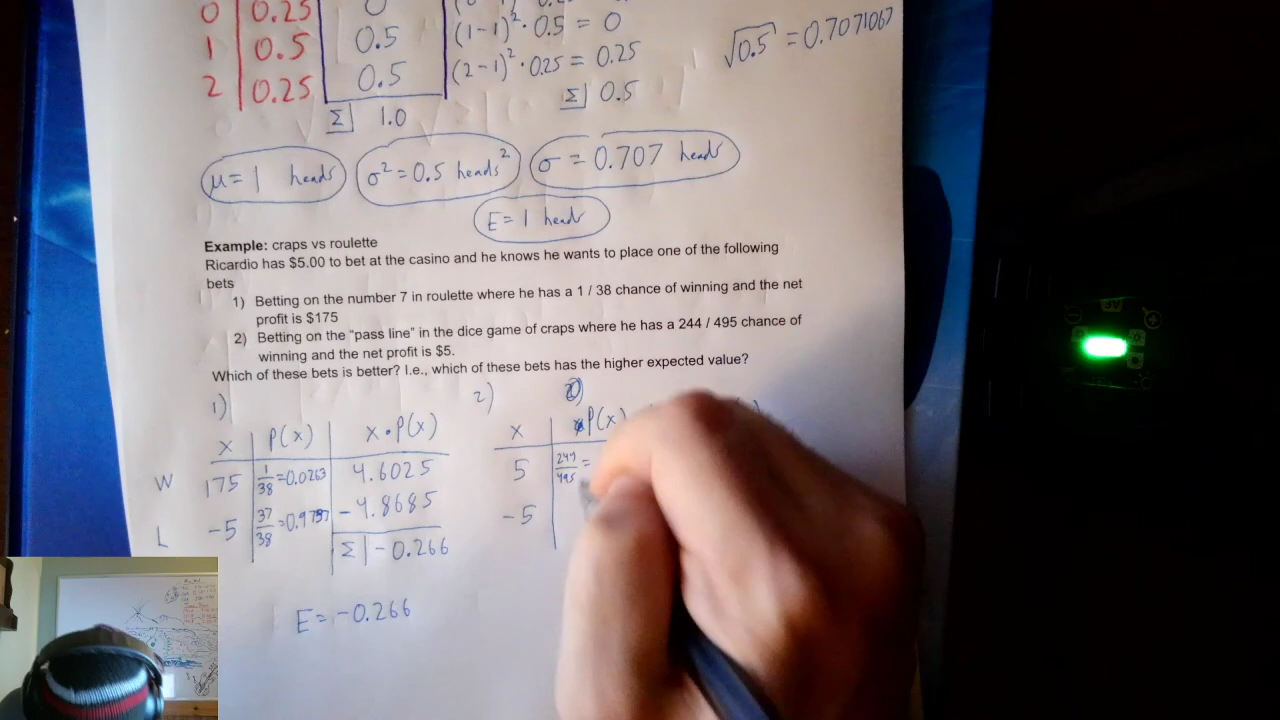 0 0.25 0
1 0.5 0.5 (1-1)²·0.5 = 0
2 0.25 0.5 (2-1)²·0.25 = 0.25
Σ 1.0 Σ 0.5
√0.5 = 0.7071067
μ = 1 heads σ² = 0.5 heads² σ = 0.707 heads
E = 1 heads
Example: craps vs roulette
Ricardio has $5.00 to bet at the casino and he knows he wants to place one of the following
bets
1) Betting on the number 7 in roulette where he has a 1 / 38 chance of winning and the net
profit is $175
2) Betting on the “pass line” in the dice game of craps where he has a 244 / 495 chance of
winning and the net profit is $5.
Which of these bets is better? I.e., which of these bets has the higher expected value?
1)
x P(x) x·P(x)
W 175 1/38=0.0263 4.6025
L -5 37/38 -4.8685
Σ -0.266
E = -0.266
2)
x P(x)
5 244/495 =
-5